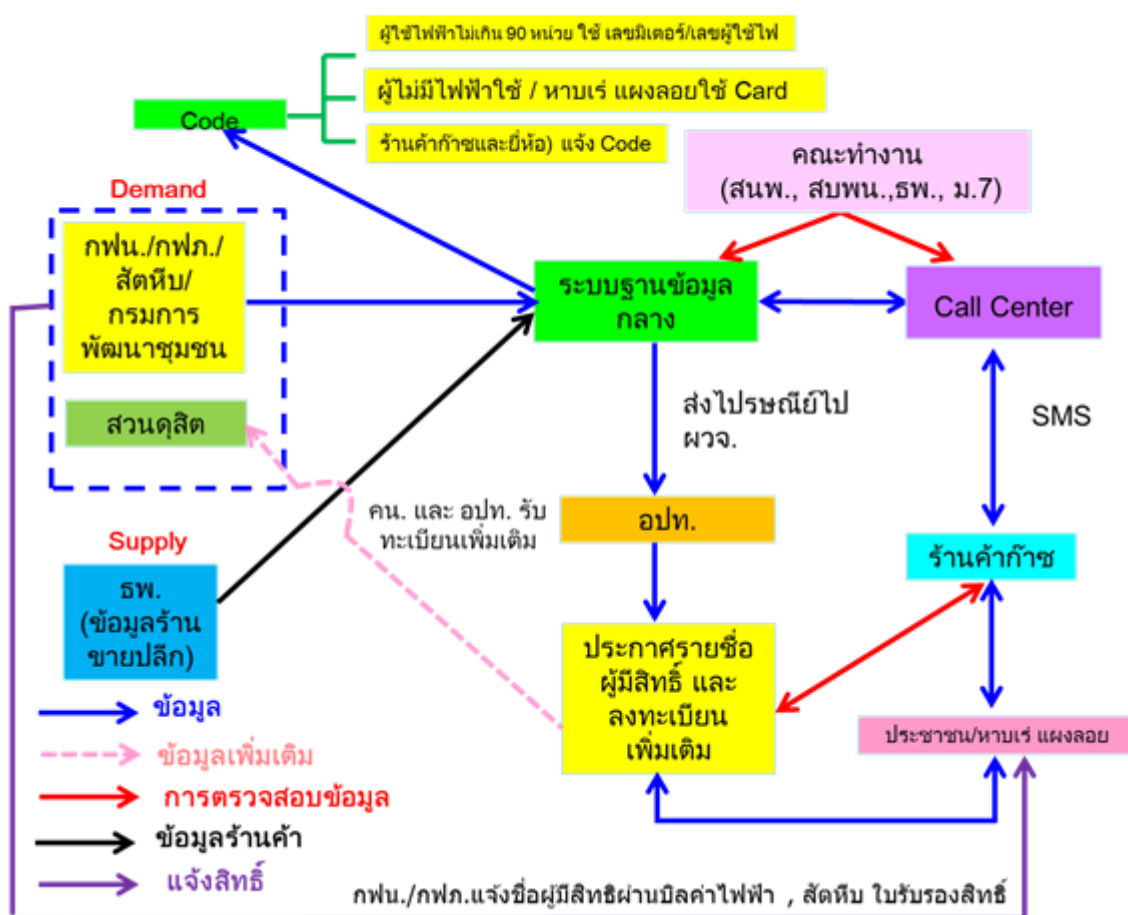 ผู้ใช้ไฟฟ้าไม่เกิน 90 หน่วย ใช้ เลขมิเตอร์/เลขผู้ใช้ไฟ
ผู้ไม่มีไฟฟ้าใช้ / หาบเร่ แผงลอยใช้ Card
Code
ร้านค้าก๊าซและยี่ห้อ) แจ้ง Code
คณะทำงาน
(สนพ., สบพน.,ธพ., ม.7)
Demand
กฟน./กฟภ./
สัตหีบ/
กรมการ
พัฒนาชุมชน
ระบบฐานข้อมูล
กลาง
Call Center
สวนดุสิต
ส่งไปรษณีย์ไป
ผวจ.
SMS
คน. และ อปท. รับ
ทะเบียนเพิ่มเติม
อปท.
Supply
ธพ.
(ข้อมูลร้าน
ขายปลีก)
ร้านค้าก๊าซ
ประกาศรายชื่อ
ผู้มีสิทธิ์ และ
ลงทะเบียน
เพิ่มเติม
ประชาชน/หาบเร่ แผงลอย
ข้อมูล
ข้อมูลเพิ่มเติม
การตรวจสอบข้อมูล
ข้อมูลร้านค้า
แจ้งสิทธิ์
กฟน./กฟภ.แจ้งชื่อผู้มีสิทธิผ่านบิลค่าไฟฟ้า , สัตหีบ ใบรับรองสิทธิ์